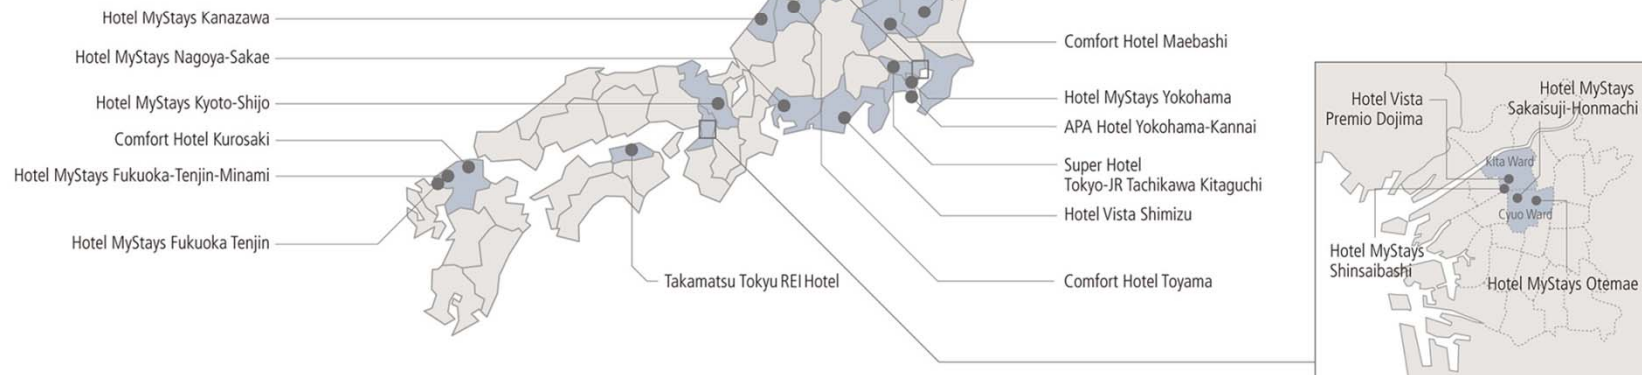 Hotel MyStays Kanazawa
Hotel MyStays Nagoya-Sakae
Hotel MyStays Kyoto-Shijo
Comfort Hotel Kurosaki
Hotel MyStays Fukuoka-Tenjin-Minami
Hotel MyStays Fukuoka Tenjin
Takamatsu Tokyu REI Hotel
Comfort Hotel Maebashi
Hotel MyStays Yokohama
APA Hotel Yokohama-Kannai
Super Hotel
Tokyo-JR Tachikawa Kitaguchi
Hotel Vista Shimizu
Comfort Hotel Toyama
Hotel Vista
Premio Dojima
Hotel MyStays
Sakaisuji-Honmachi
Kita Ward
Cyuo Ward
Hotel MyStays
Shinsaibashi
Hotel MyStays Otemae